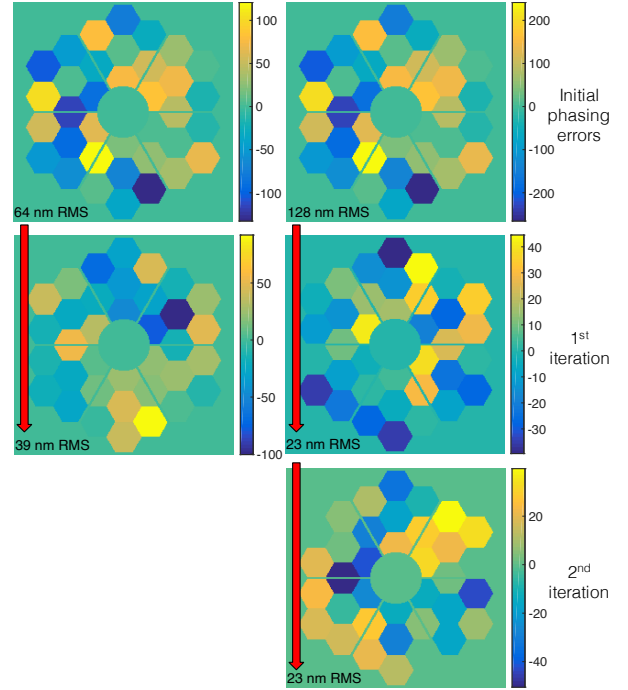 100
50
0
-50
-100
64 nm RMS
200
100
0
-100
-200
128 nm RMS
Initial
phasing
errors
50
0
-50
-100
39 nm RMS
40
30
20
10
0
-10
-20
-30
23 nm RMS
1st
iteration
20
0
-20
-40
23 nm RMS
2nd
iteration